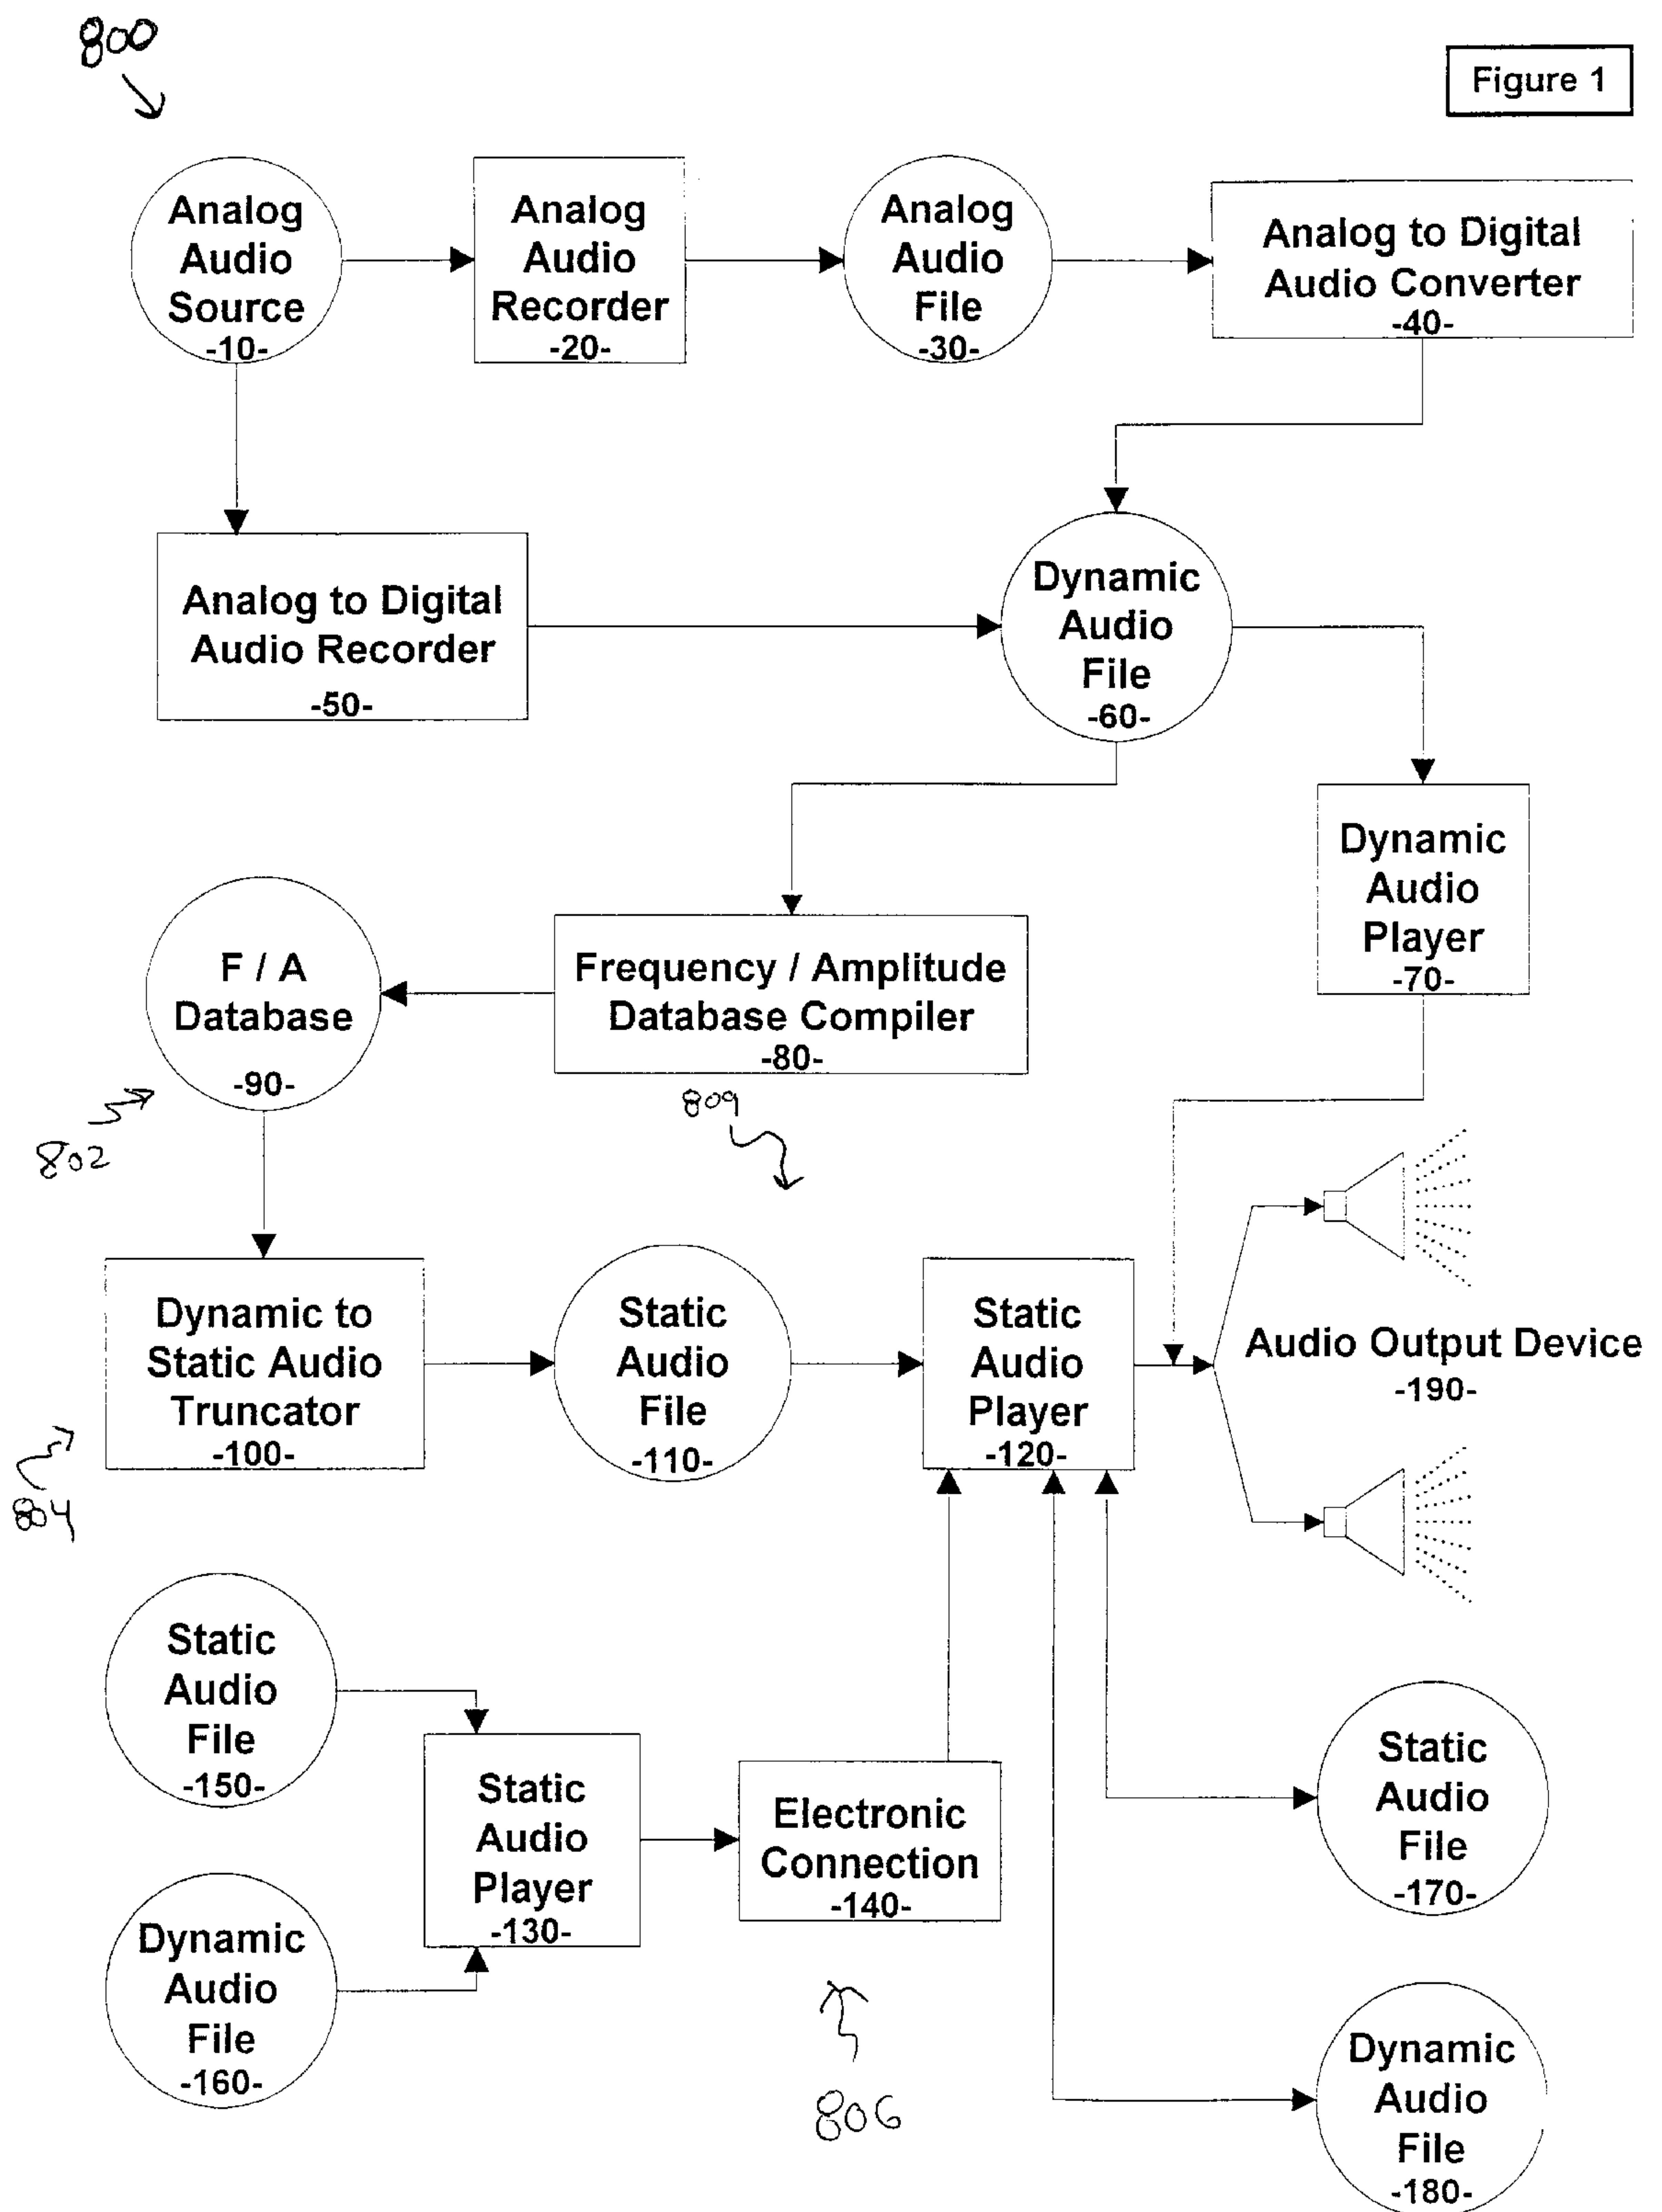 800
Figure 1
Analog
Audio
Source
-10-
Analog
Audio
Recorder
-20-
Analog
Audio
File
-30-
Analog to Digital
Audio Converter
-40-
Analog to Digital
Audio Recorder
-50-
Dynamic
Audio
File
-60-
Dynamic
Audio
Player
-70-
F / A
Database
-90-
Frequency / Amplitude
Database Compiler
-80-
802
809
Dynamic to
Static Audio
Truncator
-100-
Static
Audio
File
-110-
Static
Audio
Player
-120-
Audio Output Device
-190-
804
Static
Audio
File
-150-
Static
Audio
Player
-130-
Electronic
Connection
-140-
Static
Audio
File
-170-
Dynamic
Audio
File
-160-
806
Dynamic
Audio
File
-180-